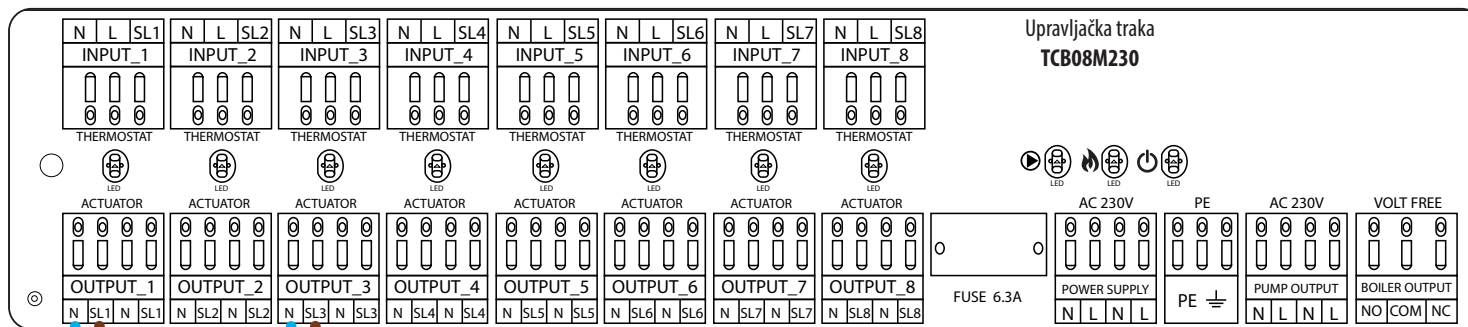 N L SL1 N L SL2 N L SL3 N L SL4 N L SL5 N L SL6 N L SL7 N L SL8
INPUT_1 INPUT_2 INPUT_3 INPUT_4 INPUT_5 INPUT_6 INPUT_7 INPUT_8
Upravljačka traka
TCB08M230
THERMOSTAT THERMOSTAT THERMOSTAT THERMOSTAT THERMOSTAT THERMOSTAT THERMOSTAT THERMOSTAT
LED LED LED LED LED LED LED LED LED LED LED
ACTUATOR ACTUATOR ACTUATOR ACTUATOR ACTUATOR ACTUATOR ACTUATOR ACTUATOR AC 230V PE AC 230V VOLT FREE
OUTPUT_1 OUTPUT_2 OUTPUT_3 OUTPUT_4 OUTPUT_5 OUTPUT_6 OUTPUT_7 OUTPUT_8 FUSE 6.3A POWER SUPPLY PE PUMP OUTPUT BOILER OUTPUT
N SL1 N SL1 N SL2 N SL2 N SL3 N SL3 N SL4 N SL4 N SL5 N SL5 N SL6 N SL6 N SL7 N SL7 N SL8 N SL8 N L N L N L N L NO COM NC